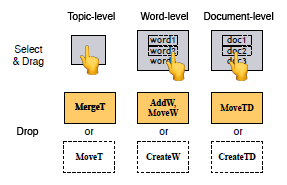 Topic-level Word-level Document-level
Select
& Drag
word1
word2
word3
doc1
doc2
doc3
MergeT
AddW,
MoveW
MoveTD
Drop
or or or
MoveT CreateW CreateTD